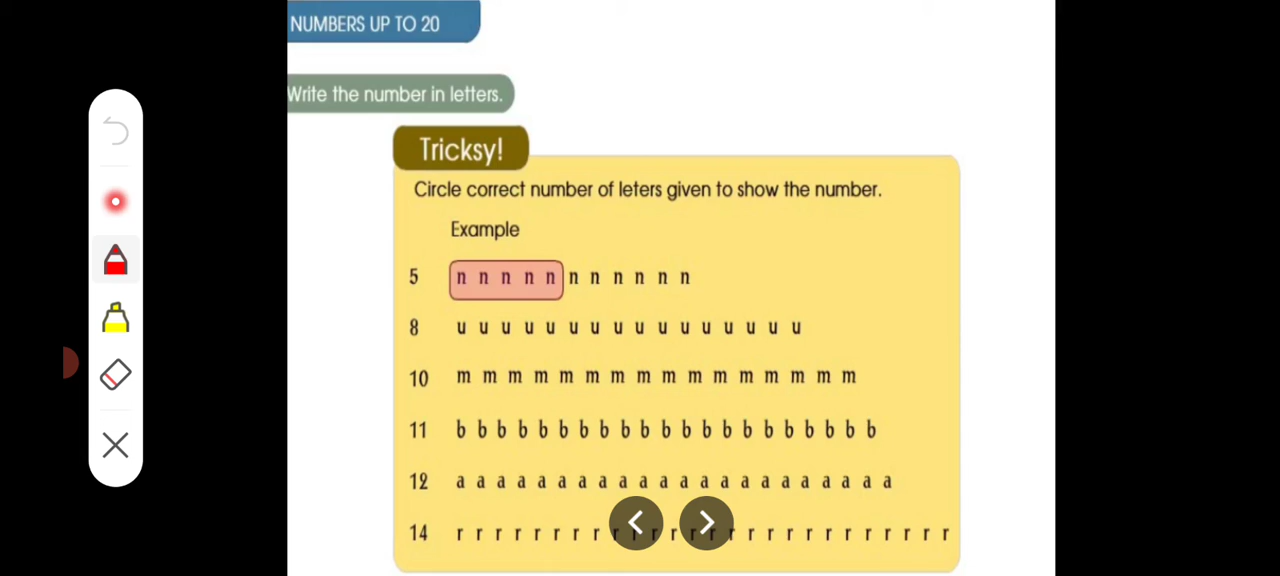 NUMBERS UP TO 20
Write the number in letters.
Tricksy!
Circle correct number of leters given to show the number.
Example
5 n n n n n n n n n n n
8 u u u u u u u u u u u u u u u u
10 m m m m m m m m m m m m m m m m
11 b b b b b b b b b b b b b b b b b b b b b
12 a a a a a a a a a a a a a a a a a a a a a a
14 r r r r r r r r r r r r r r r r r r r r r r r r r r